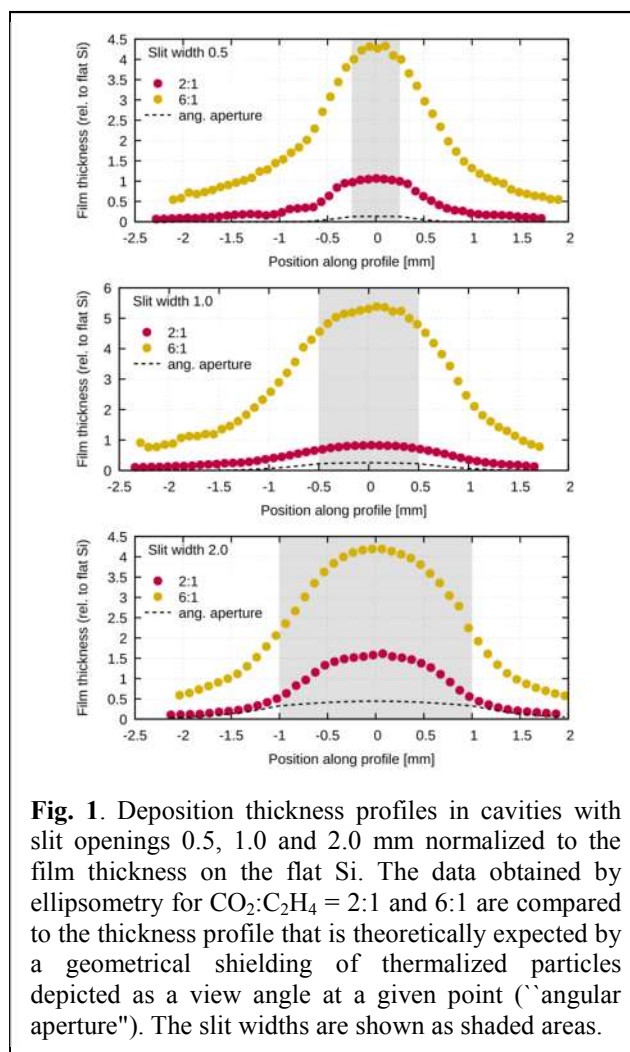 4.5
4
3.5
3
2.5
2
1.5
1
0.5
0
Film thickness (rel. to flat Si)
Slit width 0.5
2:1
6:1
ang. aperture
-2.5 -2 -1.5 -1 -0.5 0 0.5 1 1.5 2
Position along profile [mm]
6
5
4
3
2
1
0
Film thickness (rel. to flat Si)
Slit width 1.0
2:1
6:1
ang. aperture
-2.5 -2 -1.5 -1 -0.5 0 0.5 1 1.5 2
Position along profile [mm]
4.5
4
3.5
3
2.5
2
1.5
1
0.5
0
Film thickness (rel. to flat Si)
Slit width 2.0
2:1
6:1
ang. aperture
-2.5 -2 -1.5 -1 -0.5 0 0.5 1 1.5 2
Position along profile [mm]
Fig. 1. Deposition thickness profiles in cavities with
slit openings 0.5, 1.0 and 2.0 mm normalized to the
film thickness on the flat Si. The data obtained by
ellipsometry for CO₂:C₂H₄ = 2:1 and 6:1 are compared
to the thickness profile that is theoretically expected by
a geometrical shielding of thermalized particles
depicted as a view angle at a given point (``angular
aperture"). The slit widths are shown as shaded areas.